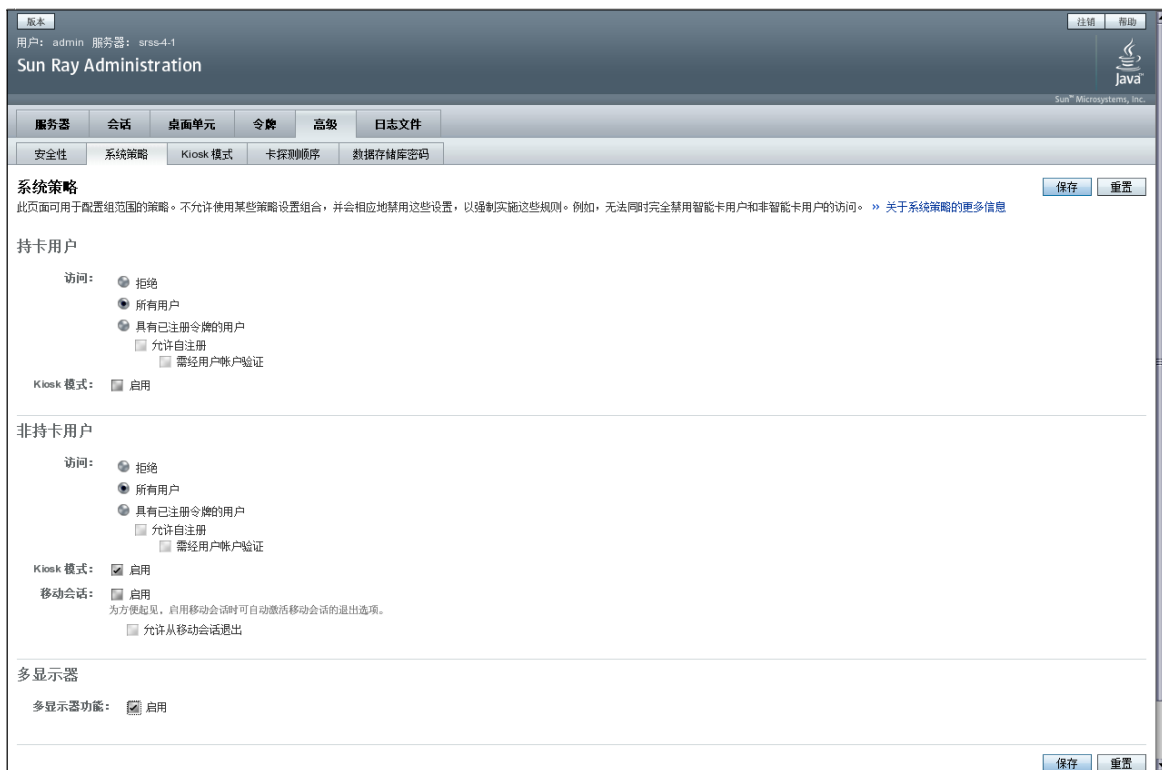 版本
注销 帮助
用户: admin 服务器: srss-4-1
Sun Ray Administration
Java™
Sun™ Microsystems, Inc.
服务器 会话 桌面单元 令牌 高级 日志文件
安全性 系统策略 Kiosk 模式 卡探测顺序 数据存储库密码
系统策略
保存 重置
此页面可用于配置组范围的策略。不允许使用某些策略设置组合，并会相应地禁用这些设置，以强制实施这些规则。例如，无法同时完全禁用智能卡用户和非智能卡用户的访问。 » 关于系统策略的更多信息
持卡用户
访问: 拒绝
所有用户
具有已注册令牌的用户
允许自注册
需经用户帐户验证
Kiosk 模式: 启用
非持卡用户
访问: 拒绝
所有用户
具有已注册令牌的用户
允许自注册
需经用户帐户验证
Kiosk 模式: 启用
移动会话: 启用
为方便起见，启用移动会话时可自动激活移动会话的退出选项。
允许从移动会话退出
多显示器
多显示器功能: 启用
保存 重置